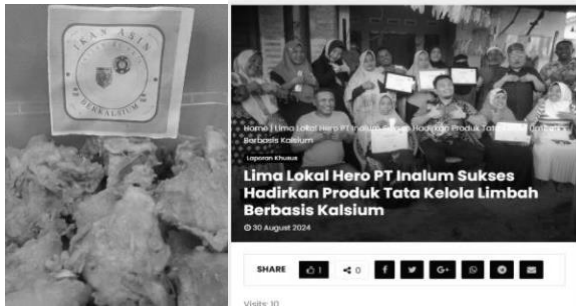 IKAN ASIN
BERKALSIUM
Home | Lima Lokal Hero PT Inalum Sukses Hadirkan Produk Tata Kelola Limbah
Berbasis Kalsium
Laporan Khusus
Lima Lokal Hero PT Inalum Sukses
Hadirkan Produk Tata Kelola Limbah
Berbasis Kalsium
30 August 2024
SHARE 1 0 G+
Visits: 10